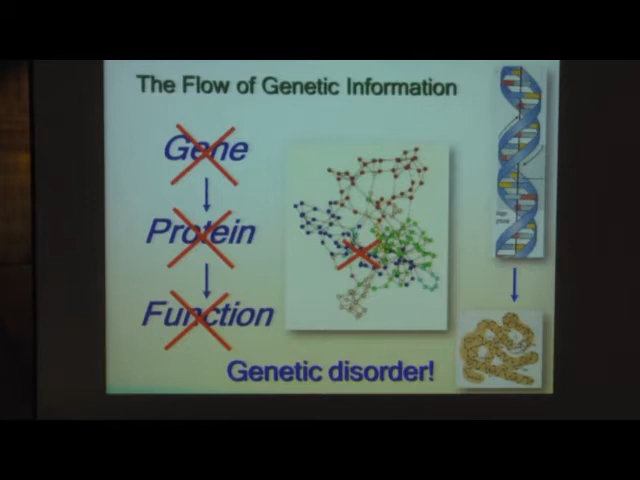 The Flow of Genetic Information
Gene
Protein
Function
Genetic disorder!